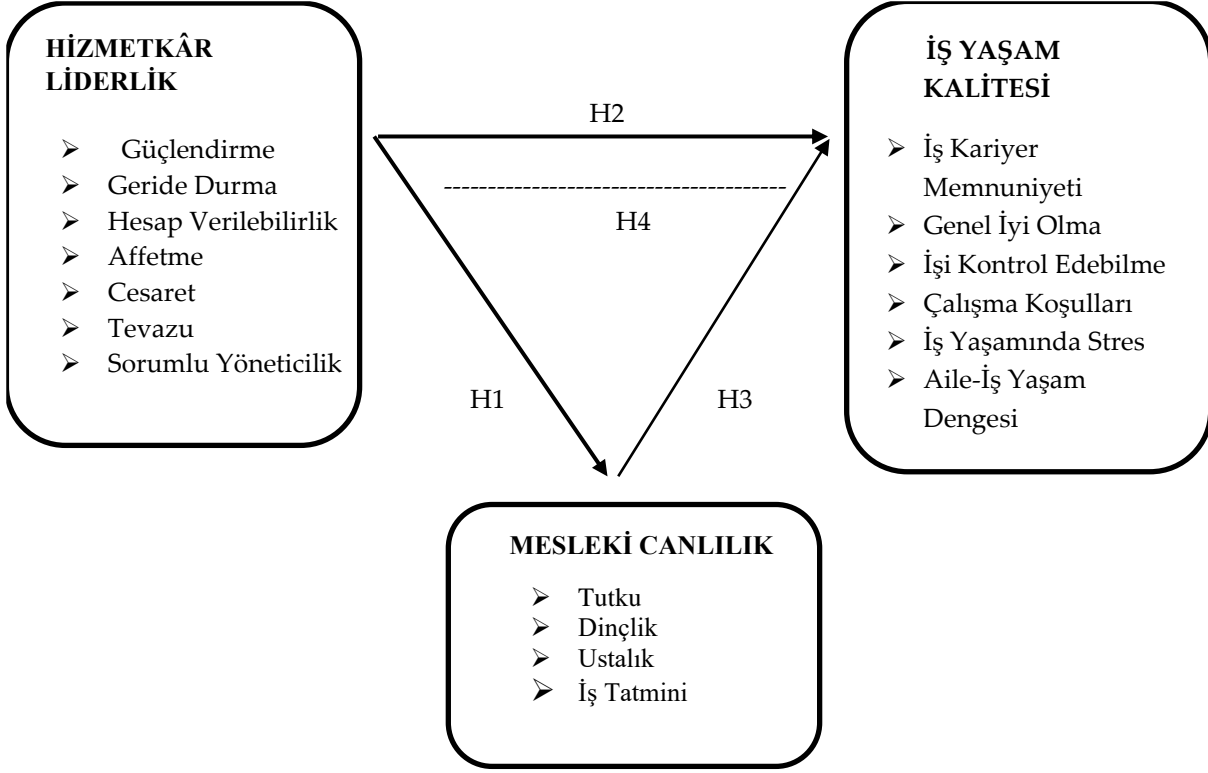 HİZMETKÂR
LİDERLİK
Güçlendirme
Geride Durma
Hesap Verilebilirlik
Affetme
Cesaret
Tevazu
Sorumlu Yöneticilik
H2
H4
H1
H3
İŞ YAŞAM
KALİTESİ
İş Kariyer
Memnuniyeti
Genel İyi Olma
İşi Kontrol Edebilme
Çalışma Koşulları
İş Yaşamında Stres
Aile-İş Yaşam
Dengesi
MESLEKİ CANLILIK
Tutku
Dinçlik
Ustalık
İş Tatmini